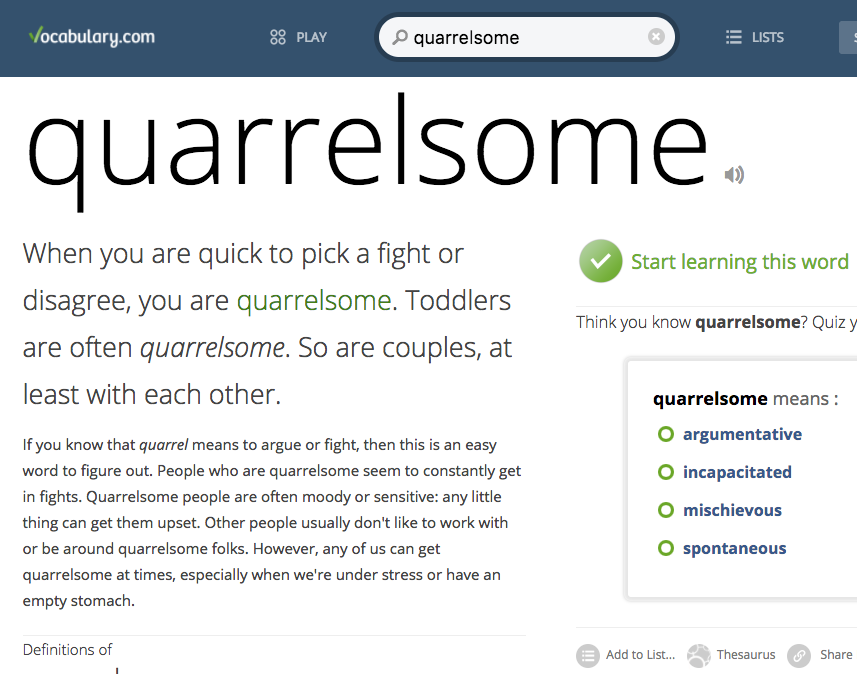 Vocabulary.com
PLAY
quarrelsome
LISTS
quarrelsome
When you are quick to pick a fight or
disagree, you are quarrelsome. Toddlers
are often quarrelsome. So are couples, at
least with each other.
If you know that quarrel means to argue or fight, then this is an easy
word to figure out. People who are quarrelsome seem to constantly get
in fights. Quarrelsome people are often moody or sensitive: any little
thing can get them upset. Other people usually don't like to work with
or be around quarrelsome folks. However, any of us can get
quarrelsome at times, especially when we're under stress or have an
empty stomach.
Definitions of
Start learning this word
Think you know quarrelsome? Quiz y
quarrelsome means :
argumentative
incapacitated
mischievous
spontaneous
Add to List...
Thesaurus
Share